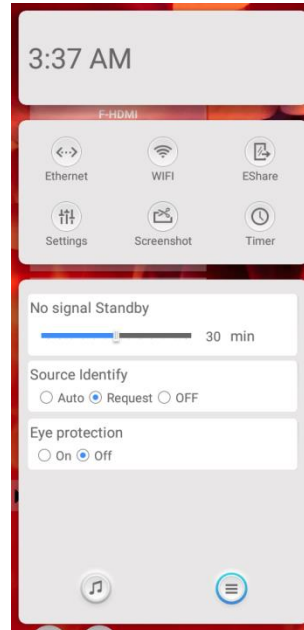 3:37 AM
F-HDMI
Ethernet WIFI EShare
Settings Screenshot Timer
No signal Standby
30 min
Source Identify
Auto Request OFF
Eye protection
On Off